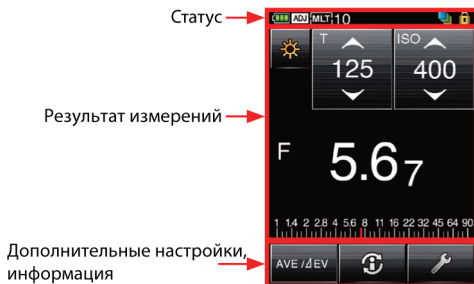 Статус
ADJ MLT 10
T
ISO
125
400
Результат измерений
F 5.67
1 1.4 2 2.8 4 5.6 8 11 16 22 32 45 64 90
Дополнительные настройки,
информация
AVE/⊿EV